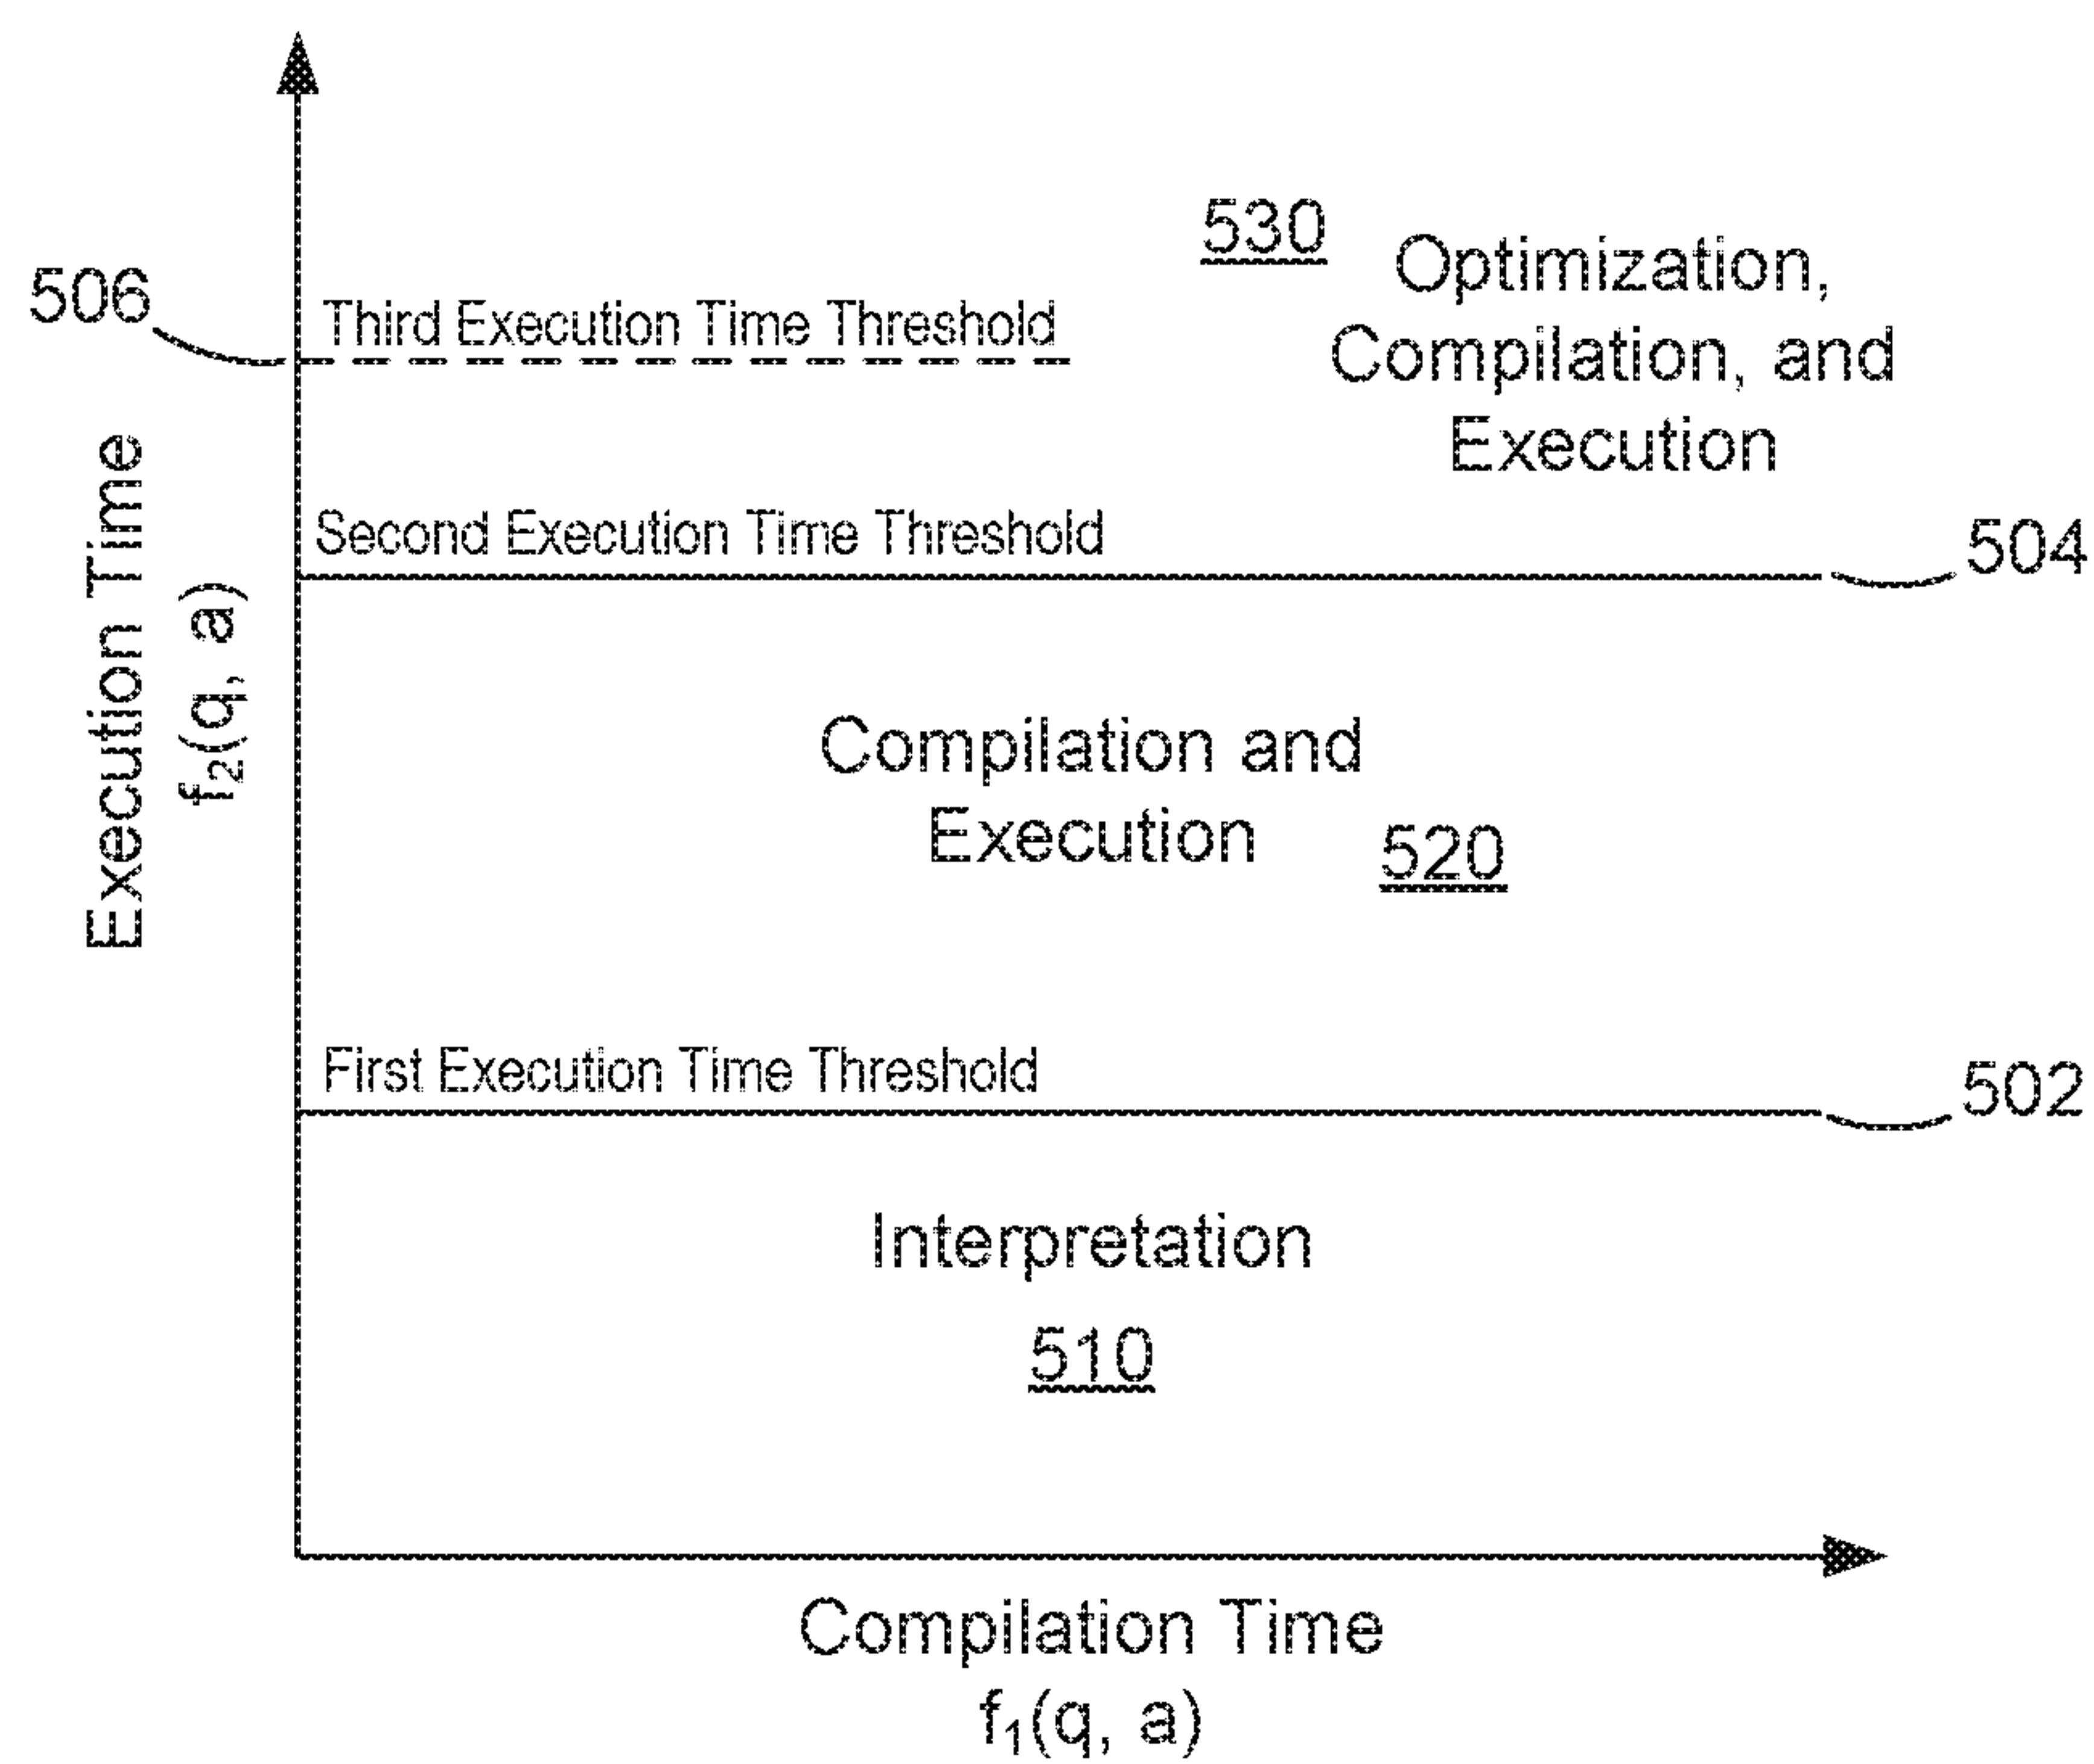 530
Optimization,
Compilation, and
Execution
506
Third Execution Time Threshold
Second Execution Time Threshold
504
Execution Time
f₂(q, a)
Compilation and
Execution
520
First Execution Time Threshold
502
Interpretation
510
Compilation Time
f₁(q, a)